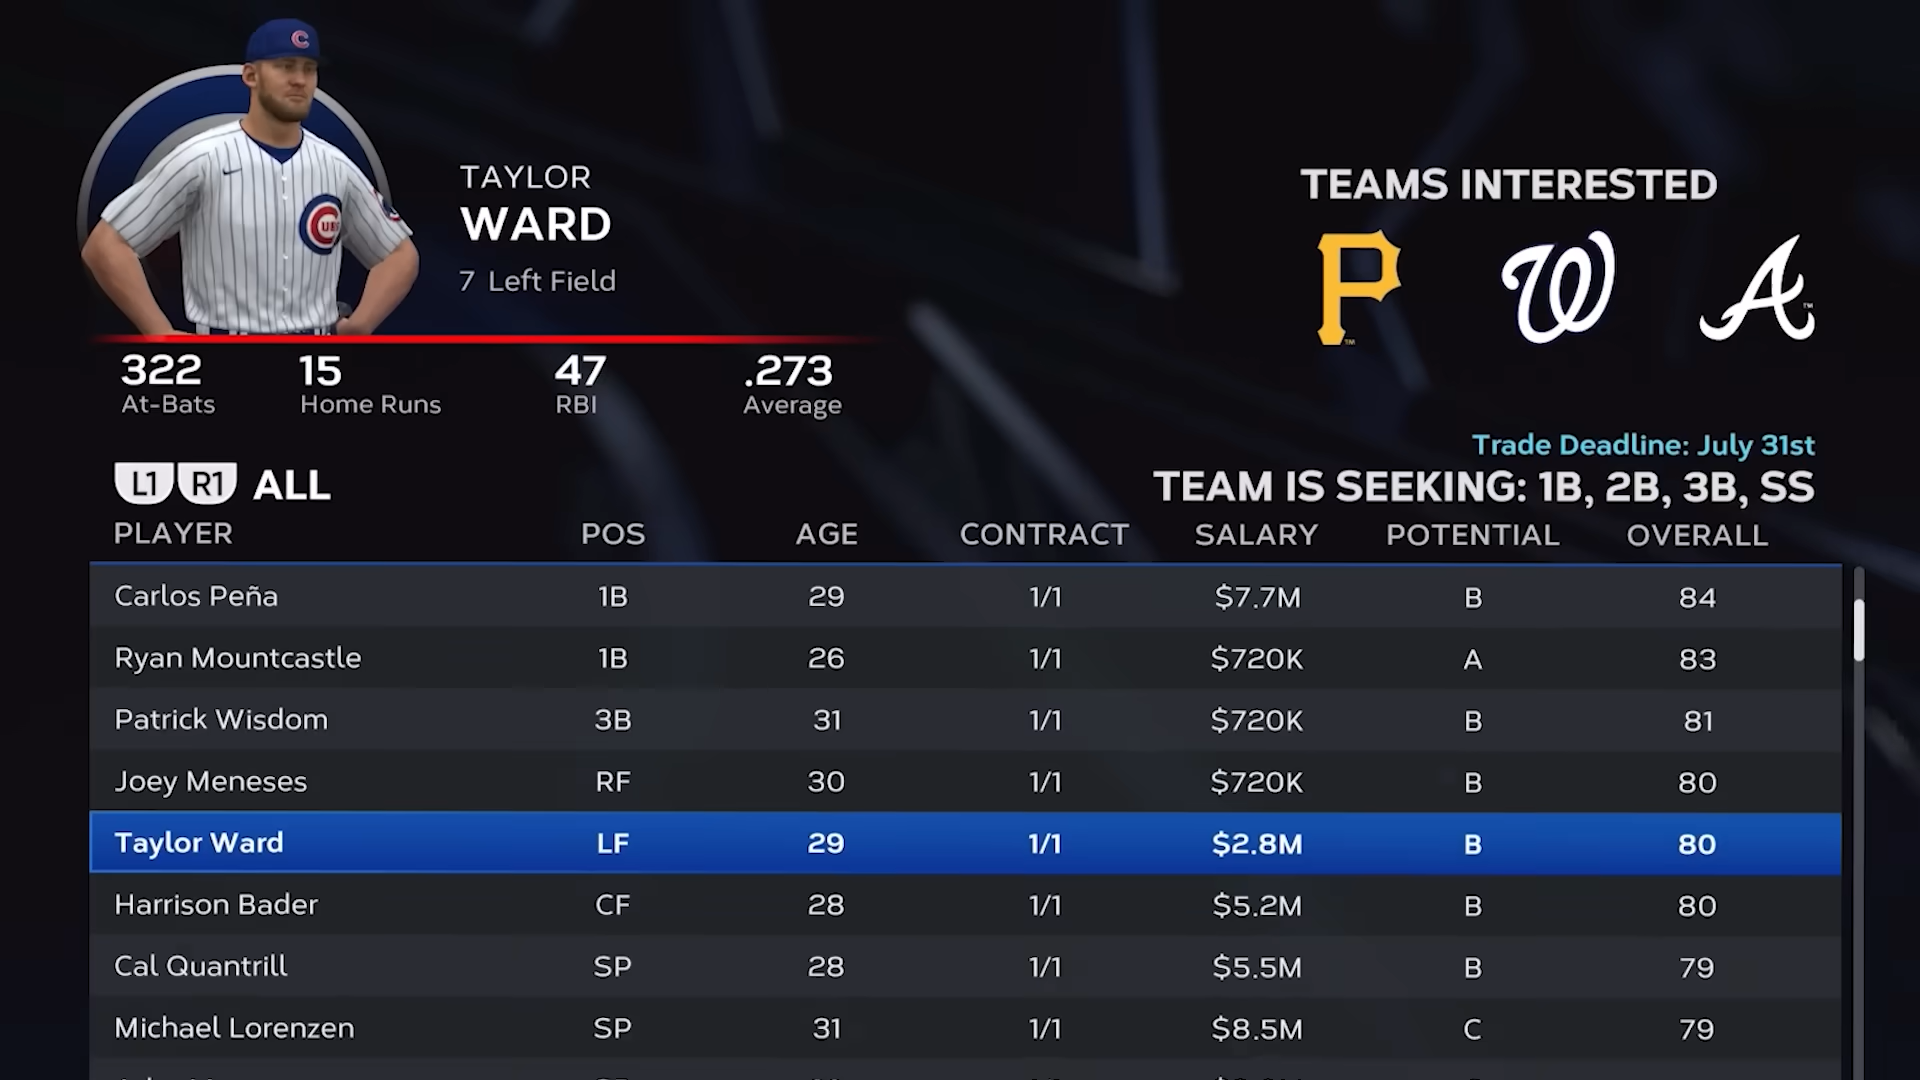 TAYLOR
WARD
7 Left Field
322
At-Bats
15
Home Runs
47
RBI
.273
Average
TEAMS INTERESTED
P W A
Trade Deadline: July 31st
L1 R1 ALL
TEAM IS SEEKING: 1B, 2B, 3B, SS
PLAYER POS AGE CONTRACT SALARY POTENTIAL OVERALL
Carlos Peña 1B 29 1/1 $7.7M B 84
Ryan Mountcastle 1B 26 1/1 $720K A 83
Patrick Wisdom 3B 31 1/1 $720K B 81
Joey Meneses RF 30 1/1 $720K B 80
Taylor Ward LF 29 1/1 $2.8M B 80
Harrison Bader CF 28 1/1 $5.2M B 80
Cal Quantrill SP 28 1/1 $5.5M B 79
Michael Lorenzen SP 31 1/1 $8.5M C 79